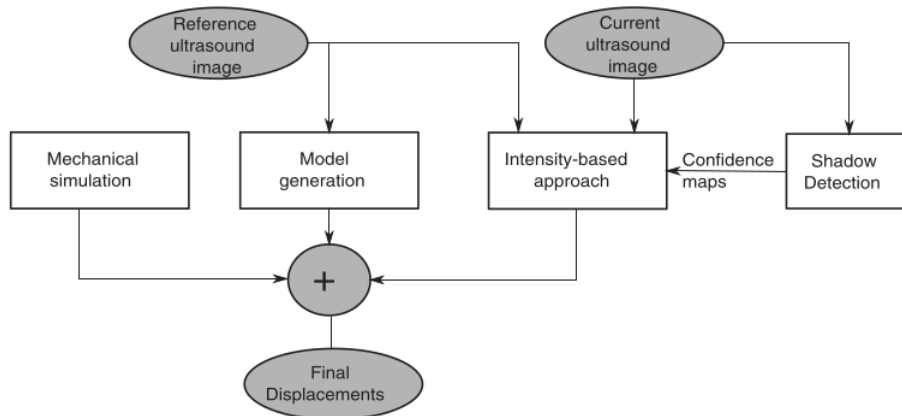 Reference
ultrasound
image
Current
ultrasound
image
Mechanical
simulation
Model
generation
Intensity-based
approach
Confidence
maps
Shadow
Detection
+
Final
Displacements